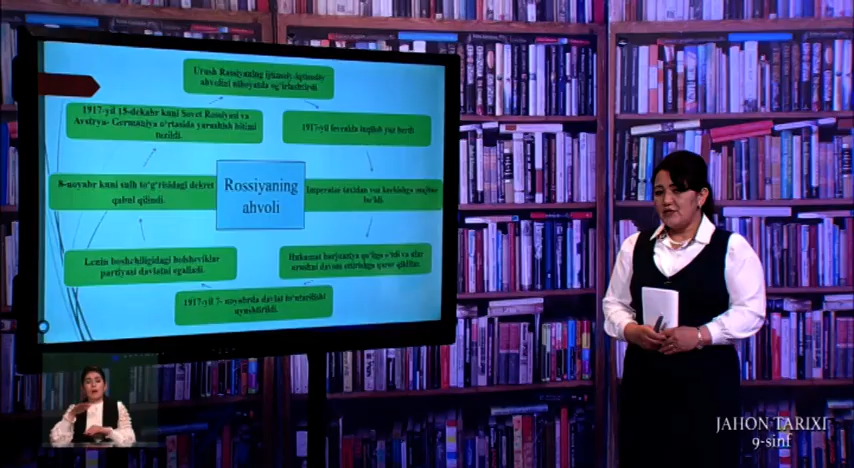 Urush Rossiyaning ijtimoiy-iqtisodiy
ahvolini nihoyatda og'irlashtirdi.
1917-yil fevralda inqilob yuz berdi
Imperator taxtdan voz kechishga majbur
bo'ldi.
Hukumat burjuaziya qo'liga o'tdi va ular
urushni davom ettirishga qaror qildilar.
1917-yil 7- noyabrda davlat to'ntarilishi
uyushtirildi.
Lenin boshchiligidagi bolsheviklar
partiyasi davlatni egalladi.
8-noyabr kuni sulh to'g'risidagi dekret
qabul qilindi.
1917-yil 15-dekabr kuni Sovet Rossiyasi va
Avstriya- Germaniya o'rtasida yarashish bitimi
tuzildi.
Rossiyaning
ahvoli
JAHON TARIXI
9-sinf